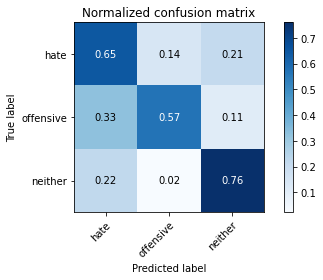 Normalized confusion matrix
True label
hate
offensive
neither
0.65 0.14 0.21
0.33 0.57 0.11
0.22 0.02 0.76
hate
offensive
neither
Predicted label
0.7
0.6
0.5
0.4
0.3
0.2
0.1